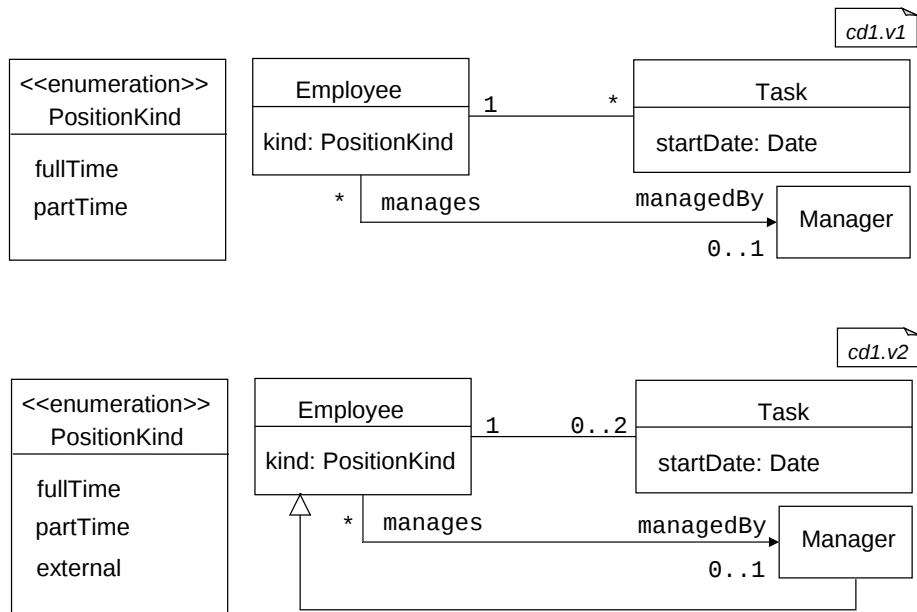 cd1.v1
<<enumeration>>
PositionKind
fullTime
partTime
Employee
kind: PositionKind
1
*
Task
startDate: Date
* manages
managedBy
0..1
Manager
cd1.v2
<<enumeration>>
PositionKind
fullTime
partTime
external
Employee
kind: PositionKind
1
0..2
Task
startDate: Date
* manages
managedBy
0..1
Manager